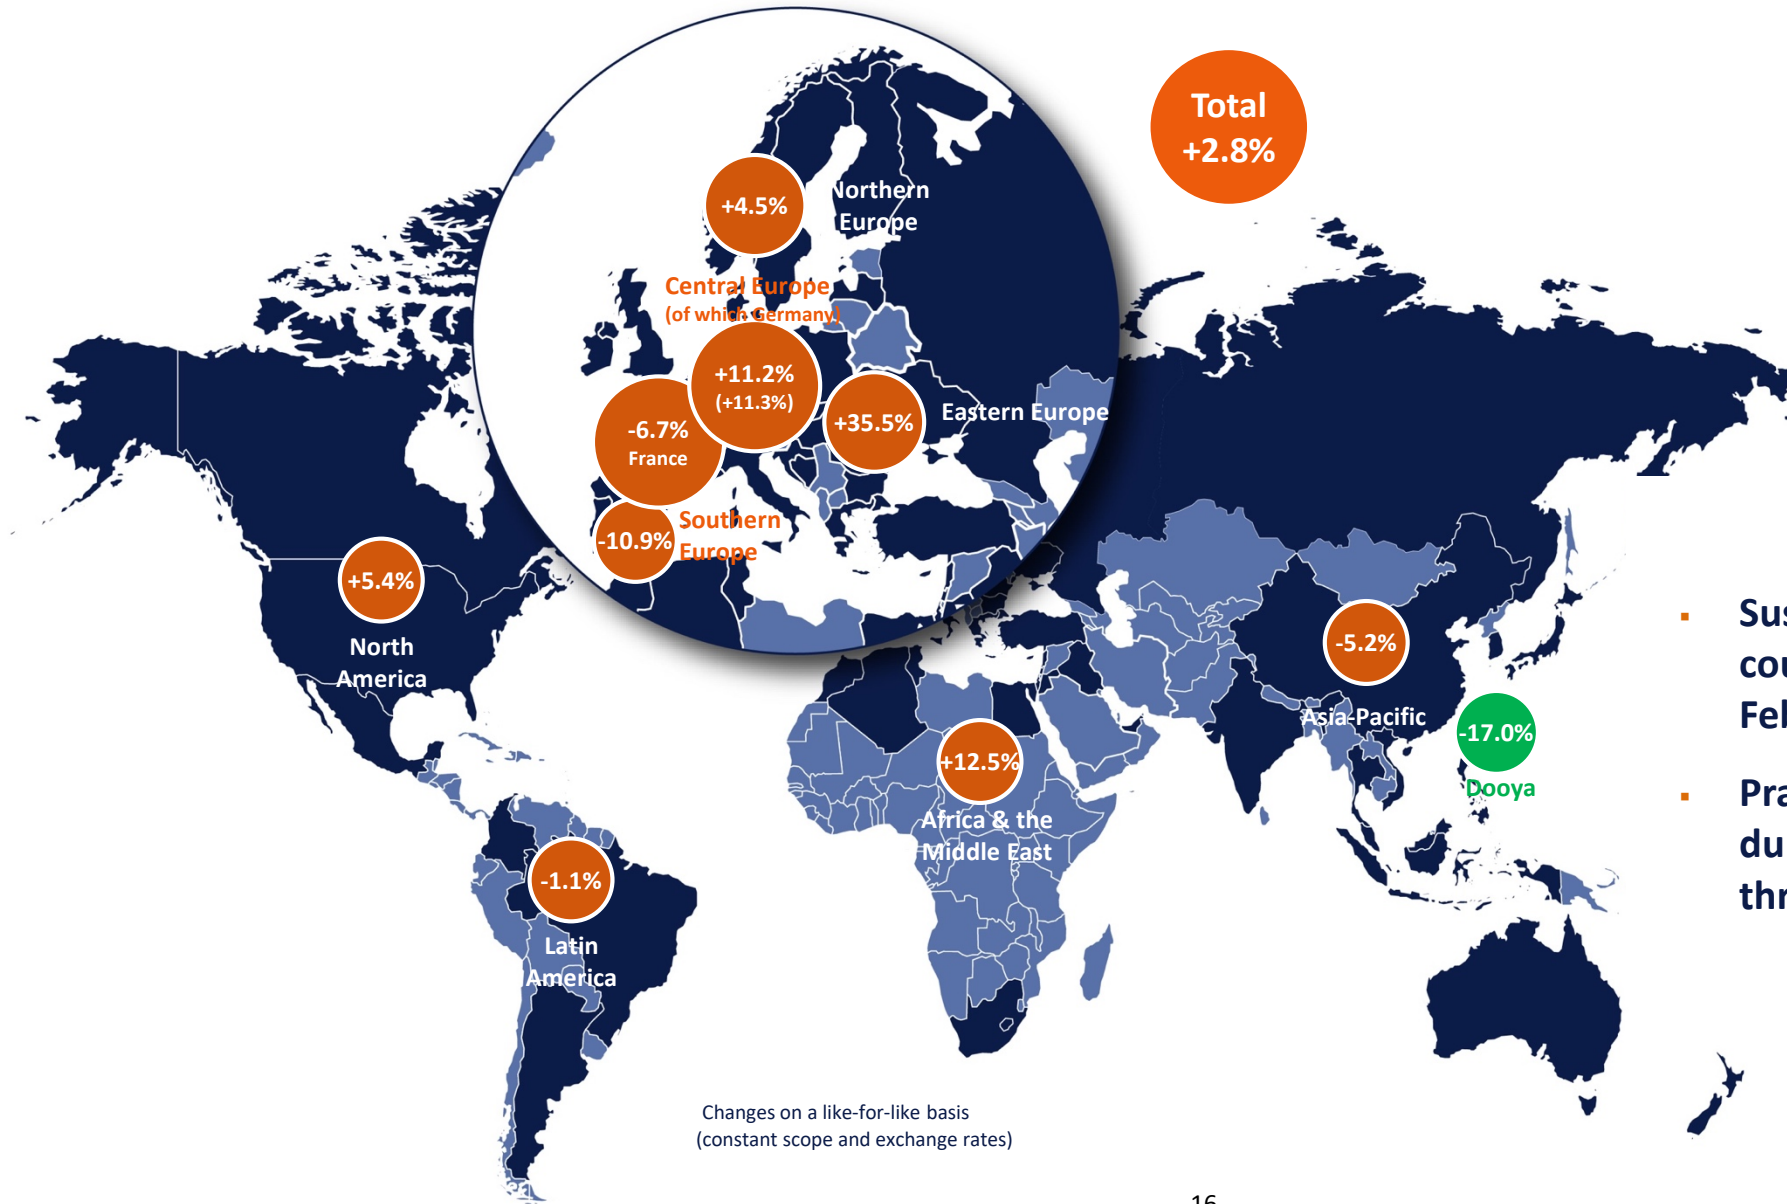 Total
+2.8%
+4.5%
Northern
Europe
Central Europe
(of which Germany)
+11.2%
(+11.3%)
-6.7%
France
+35.5%
Eastern Europe
-10.9%
Southern
Europe
+5.4%
North
America
-5.2%
Asia-Pacific
-17.0%
Dooya
+12.5%
Africa & the
Middle East
-1.1%
Latin
America
Changes on a like-for-like basis
(constant scope and exchange rates)
16